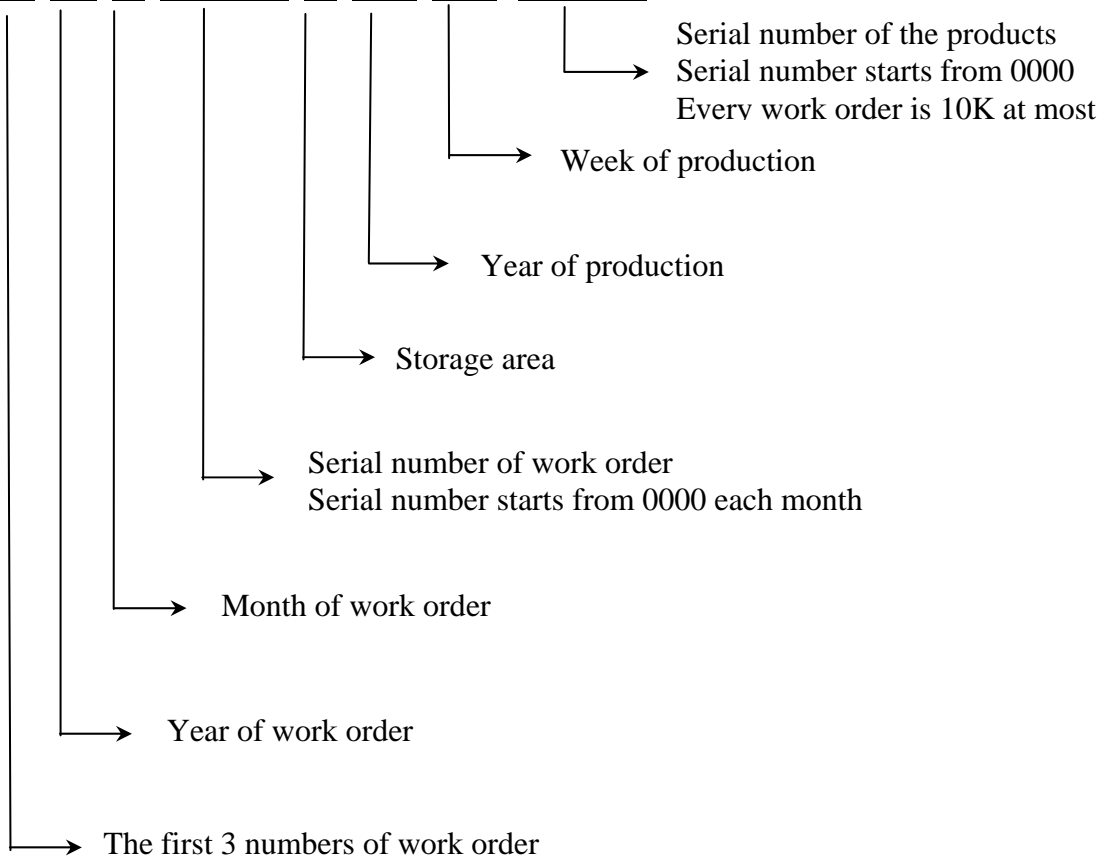 Serial number of the products
Serial number starts from 0000
Every work order is 10K at most
Week of production
Year of production
Storage area
Serial number of work order
Serial number starts from 0000 each month
Month of work order
Year of work order
The first 3 numbers of work order